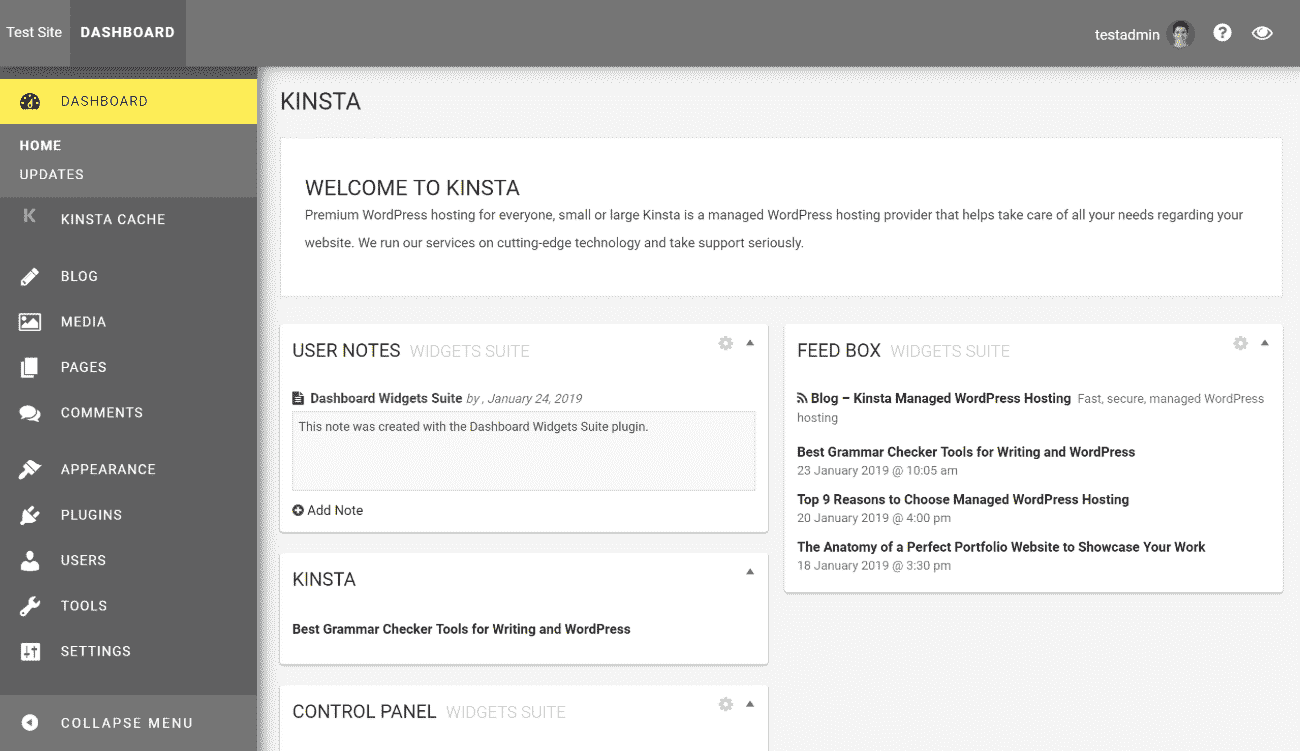 Test Site
DASHBOARD
testadmin
DASHBOARD
HOME
UPDATES
K KINSTA CACHE
BLOG
MEDIA
PAGES
COMMENTS
APPEARANCE
PLUGINS
USERS
TOOLS
SETTINGS
COLLAPSE MENU
KINSTA
WELCOME TO KINSTA
Premium WordPress hosting for everyone, small or large Kinsta is a managed WordPress hosting provider that helps take care of all your needs regarding your
website. We run our services on cutting-edge technology and take support seriously.
USER NOTES WIDGETS SUITE
Dashboard Widgets Suite by , January 24, 2019
This note was created with the Dashboard Widgets Suite plugin.
Add Note
KINSTA
Best Grammar Checker Tools for Writing and WordPress
CONTROL PANEL WIDGETS SUITE
FEED BOX WIDGETS SUITE
Blog – Kinsta Managed WordPress Hosting Fast, secure, managed WordPress
hosting
Best Grammar Checker Tools for Writing and WordPress
23 January 2019 @ 10:05 am
Top 9 Reasons to Choose Managed WordPress Hosting
20 January 2019 @ 4:00 pm
The Anatomy of a Perfect Portfolio Website to Showcase Your Work
18 January 2019 @ 3:30 pm